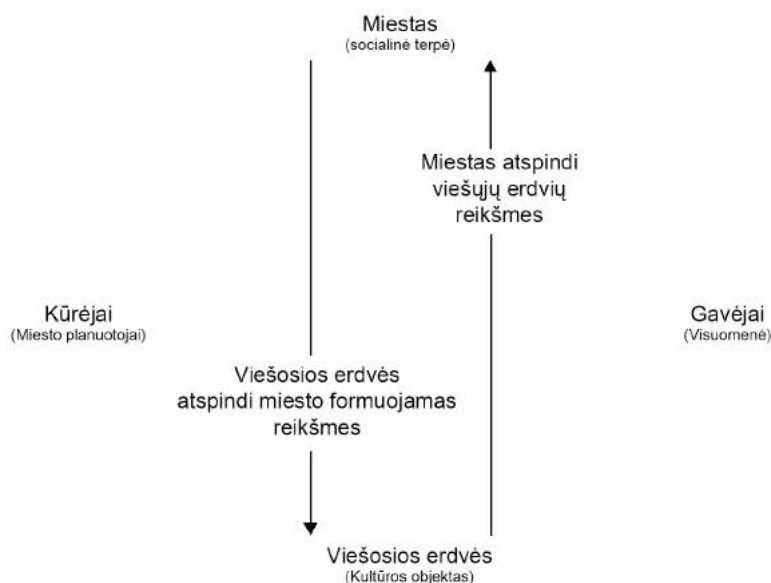 Miestas
(socialinė terpė)
Miestas atspindi
viešųjų erdvių
reikšmes
Kūrėjai
(Miesto planuotojai)
Gavėjai
(Visuomenė)
Viešosios erdvės
atspindi miesto formuojamas
reikšmes
Viešosios erdvės
(Kultūros objektas)